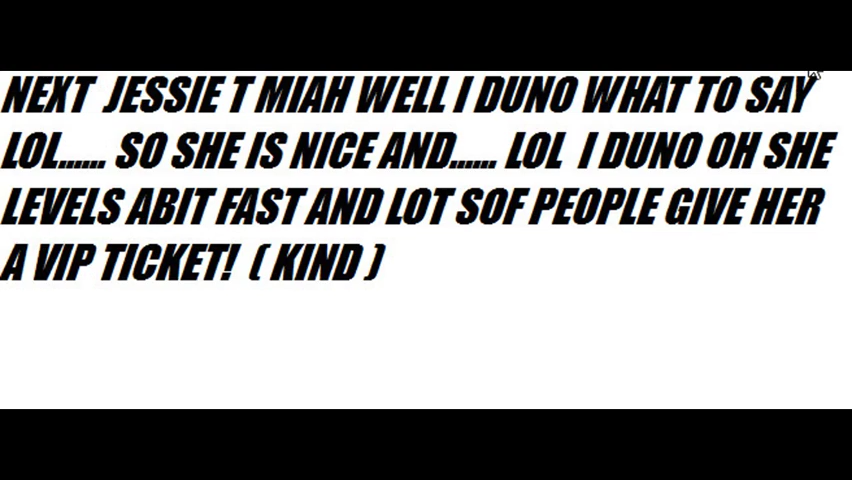 NEXT JESSIE T MIAH WELL I DUNO WHAT TO SAY
LOL...... SO SHE IS NICE AND...... LOL I DUNO OH SHE
LEVELS ABIT FAST AND LOT SOF PEOPLE GIVE HER
A VIP TICKET! ( KIND )